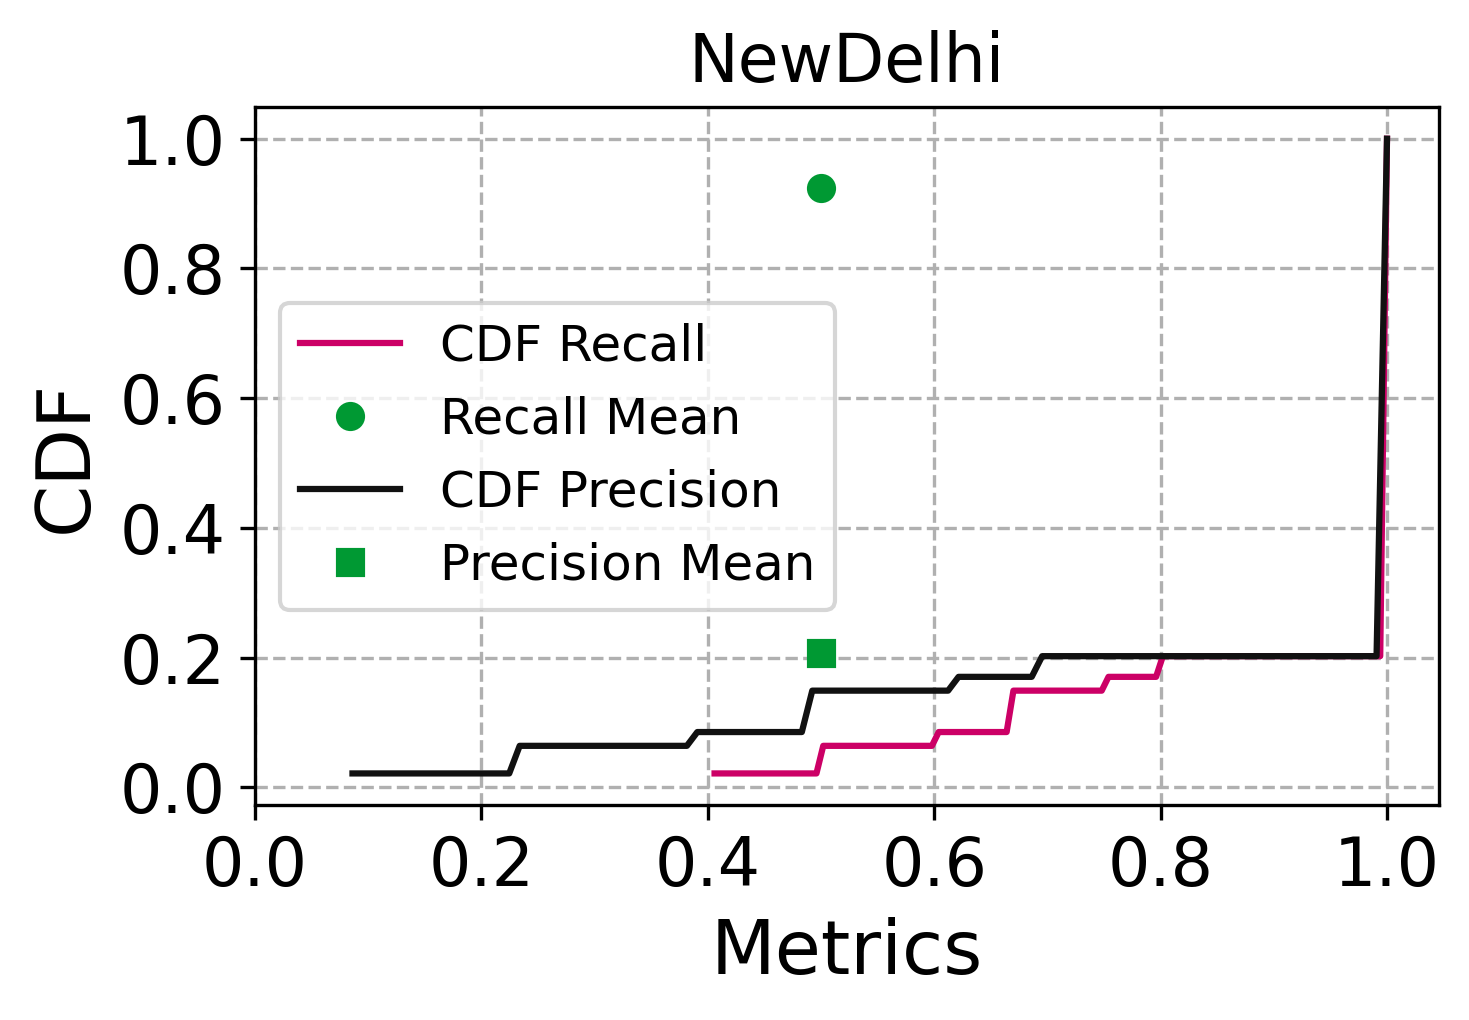 NewDelhi
CDF
1.0
0.8
0.6
0.4
0.2
0.0
CDF Recall
Recall Mean
CDF Precision
Precision Mean
0.0 0.2 0.4 0.6 0.8 1.0
Metrics